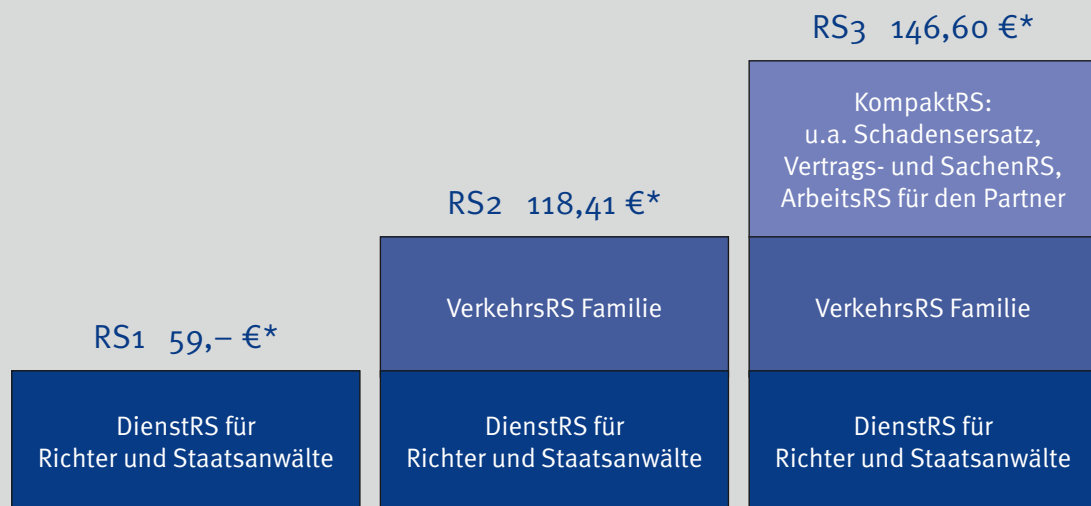 RS1 59,– €*
DienstRS für
Richter und Staatsanwälte
RS2 118,41 €*
VerkehrsRS Familie
DienstRS für
Richter und Staatsanwälte
RS3 146,60 €*
KompaktRS:
u.a. Schadensersatz,
Vertrags- und SachenRS,
ArbeitsRS für den Partner
VerkehrsRS Familie
DienstRS für
Richter und Staatsanwälte